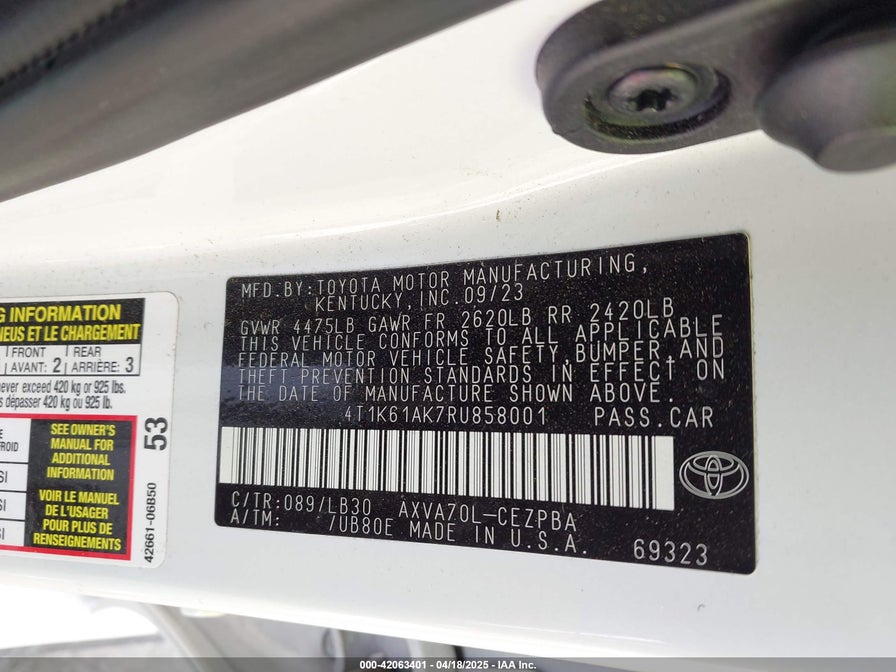 G INFORMATION
NEUS ET LE CHARGEMENT
FRONT
AVANT: 2
REAR
ARRIÈRE: 3
never exceed 420 kg or 925 lbs.
dépasser 420 kg ou 925 lbs.
SEE OWNER'S
MANUAL FOR
ADDITIONAL
INFORMATION
VOIR LE MANUEL
DE L'USAGER
POUR PLUS DE
RENSEIGNEMENTS
53
42661-06B50
MFD.BY:TOYOTA MOTOR MANUFACTURING,
KENTUCKY, INC.09/23
GVWR 4475LB GAWR FR 2620LB RR 2420LB
THIS VEHICLE CONFORMS TO ALL APPLICABLE
FEDERAL MOTOR VEHICLE SAFETY,BUMPER,AND
THEFT PREVENTION STANDARDS IN EFFECT ON
THE DATE OF MANUFACTURE SHOWN ABOVE.
4T1K61AK7RU858001 PASS.CAR
C/TR:089/LB30 AXVA70L-CEZPBA
A/TM: /UB80E MADE IN U.S.A.
69323
000-42063401 - 04/18/2025 - IAA Inc.